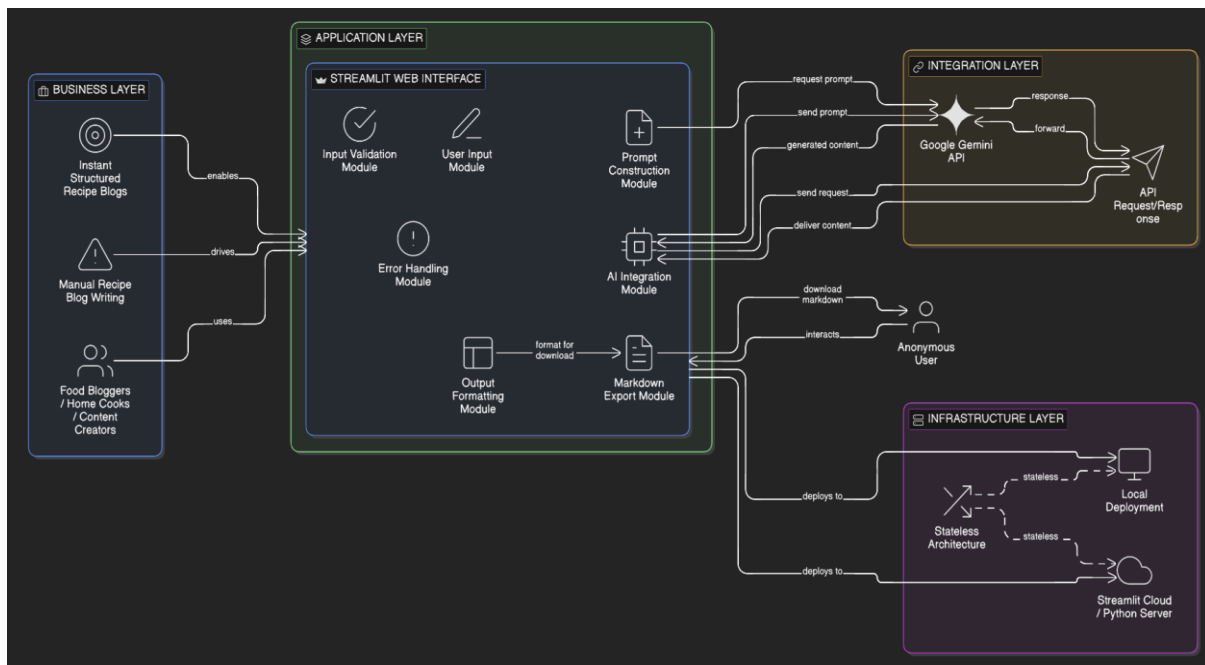 APPLICATION LAYER
STREAMLIT WEB INTERFACE
BUSINESS LAYER
Instant
Structured
Recipe Blogs
enables
Manual Recipe
Blog Writing
drives
uses
Food Bloggers
/ Home Cooks
/ Content
Creators
Input Validation
Module
User Input
Module
Prompt
Construction
Module
Error Handling
Module
AI Integration
Module
Output
Formatting
Module
format for
download
Markdown
Export Module
request prompt
send prompt
generated content
send request
deliver content
INTEGRATION LAYER
Google Gemini
API
response
forward
API
Request/Resp
onse
download
markdown
interacts
Anonymous
User
deploys to
deploys to
INFRASTRUCTURE LAYER
Stateless
Architecture
stateless
stateless
Local
Deployment
Streamlit Cloud
/ Python Server